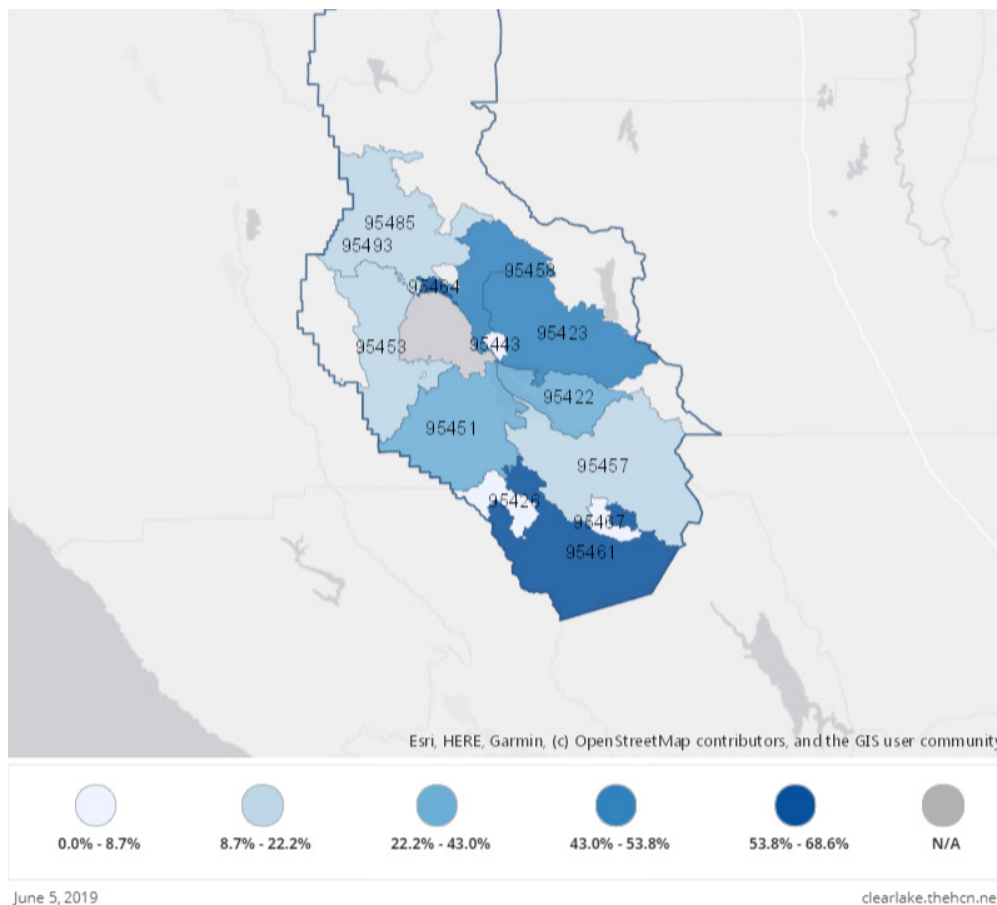 95485
95493
95458
95464
95423
95443
95453
95422
95451
95457
95426
95467
95461
Esri, HERE, Garmin, (c) OpenStreetMap contributors, and the GIS user community
0.0% - 8.7%
8.7% - 22.2%
22.2% - 43.0%
43.0% - 53.8%
53.8% - 68.6%
N/A
June 5, 2019
clearlake.thehcn.ne